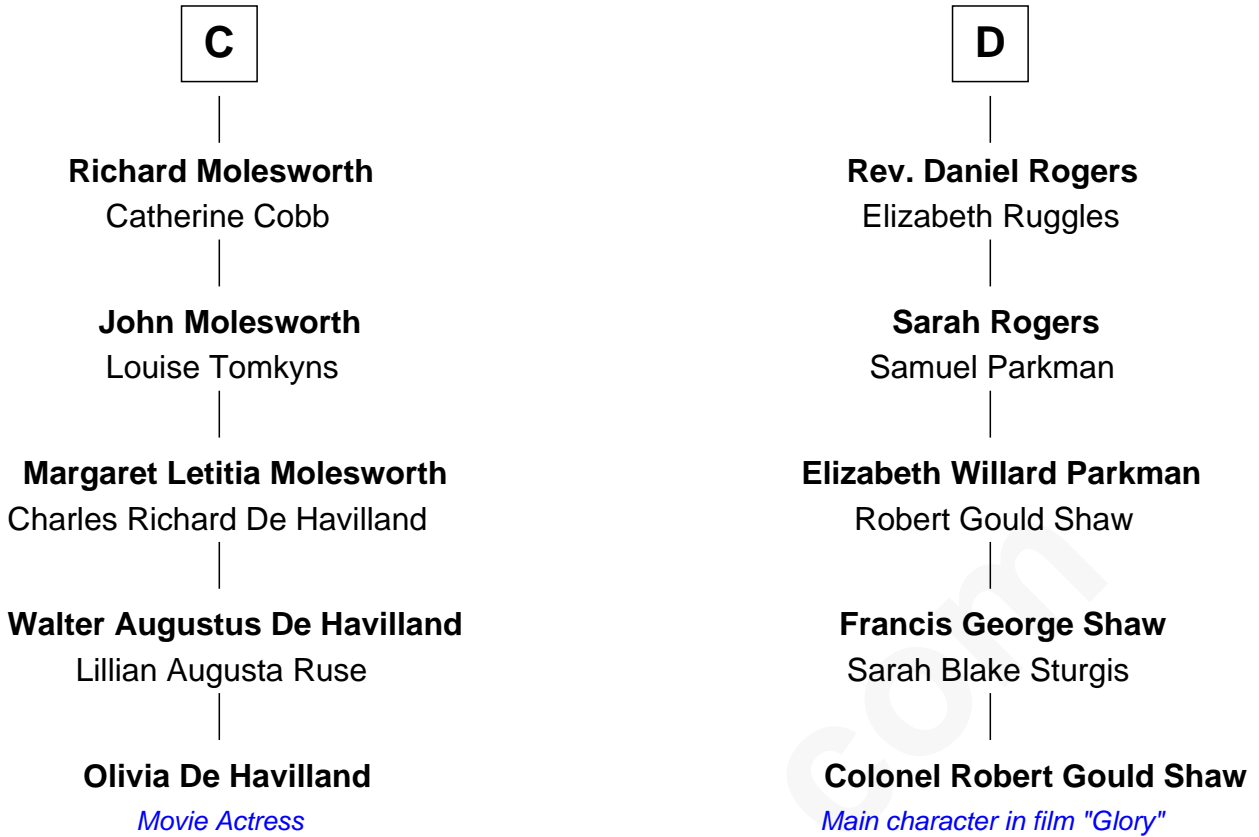 C
Richard Molesworth
Catherine Cobb
John Molesworth
Louise Tomkyns
Margaret Letitia Molesworth
Charles Richard De Havilland
Walter Augustus De Havilland
Lillian Augusta Ruse
Olivia De Havilland
Movie Actress
D
Rev. Daniel Rogers
Elizabeth Ruggles
Sarah Rogers
Samuel Parkman
Elizabeth Willard Parkman
Robert Gould Shaw
Francis George Shaw
Sarah Blake Sturgis
Colonel Robert Gould Shaw
Main character in film "Glory"
com